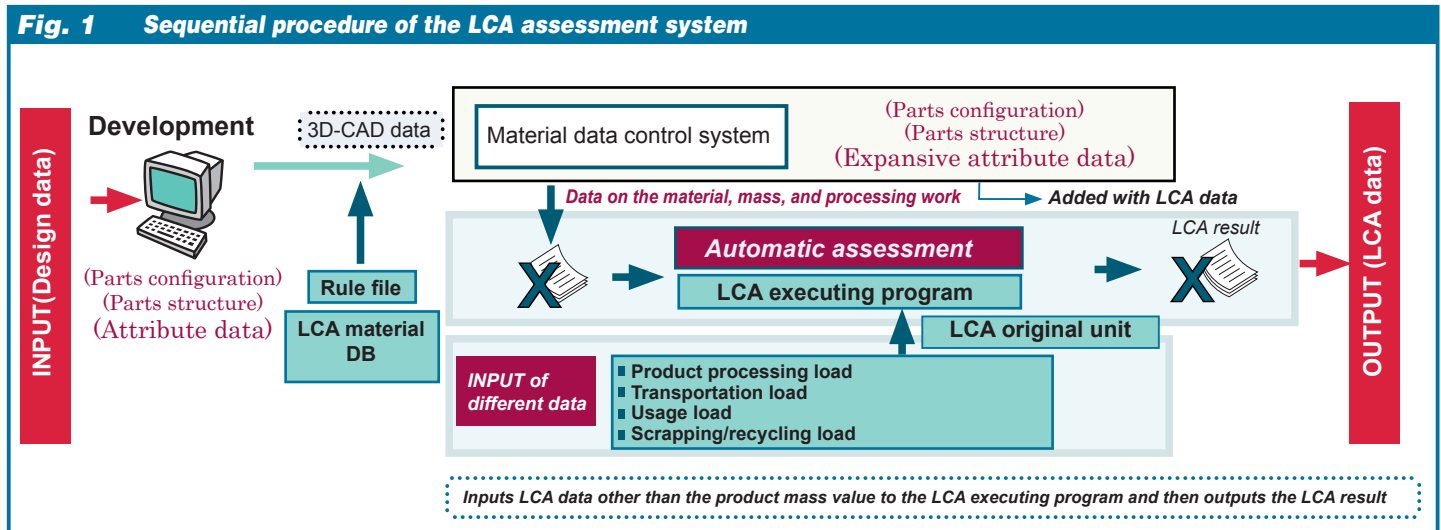 Fig. 1 Sequential procedure of the LCA assessment system
INPUT(Design data)
Development
(Parts configuration)
(Parts structure)
(Attribute data)
3D-CAD data
Rule file
LCA material
DB
Material data control system
(Parts configuration)
(Parts structure)
(Expansive attribute data)
Data on the material, mass, and processing work
Added with LCA data
X
Automatic assessment
LCA executing program
LCA result
X
LCA original unit
INPUT of
different data
Product processing load
Transportation load
Usage load
Scrapping/recycling load
OUTPUT (LCA data)
Inputs LCA data other than the product mass value to the LCA executing program and then outputs the LCA result